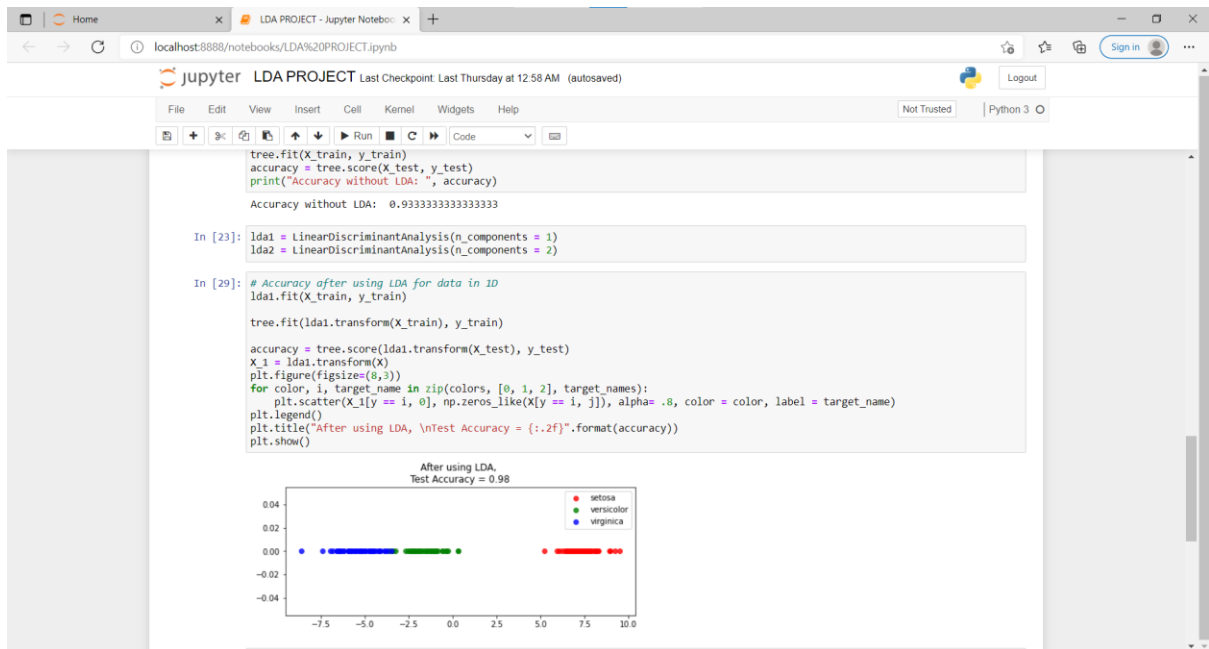 Home
LDA PROJECT - Jupyter Noteboo
localhost:8888/notebooks/LDA%20PROJECT.ipynb
Sign in
jupyter LDA PROJECT Last Checkpoint: Last Thursday at 12:58 AM (autosaved)
Logout
File Edit View Insert Cell Kernel Widgets Help
Not Trusted Python 3
Run Code
tree.fit(X_train, y_train)
accuracy = tree.score(X_test, y_test)
print("Accuracy without LDA: ", accuracy)
Accuracy without LDA:  0.9333333333333333
In [23]: lda1 = LinearDiscriminantAnalysis(n_components = 1)
lda2 = LinearDiscriminantAnalysis(n_components = 2)
In [29]: # Accuracy after using LDA for data in 1D
lda1.fit(X_train, y_train)
tree.fit(lda1.transform(X_train), y_train)
accuracy = tree.score(lda1.transform(X_test), y_test)
X_1 = lda1.transform(X)
plt.figure(figsize=(8,3))
for color, i, target_name in zip(colors, [0, 1, 2], target_names):
    plt.scatter(X_1[y == i, 0], np.zeros_like(X[y == i, j]), alpha= .8, color = color, label = target_name)
plt.legend()
plt.title("After using LDA, \nTest Accuracy = {:.2f}".format(accuracy))
plt.show()
After using LDA,
Test Accuracy = 0.98
setosa
versicolor
virginica
0.04
0.02
0.00
−0.02
−0.04
−7.5 −5.0 −2.5 0.0 2.5 5.0 7.5 10.0